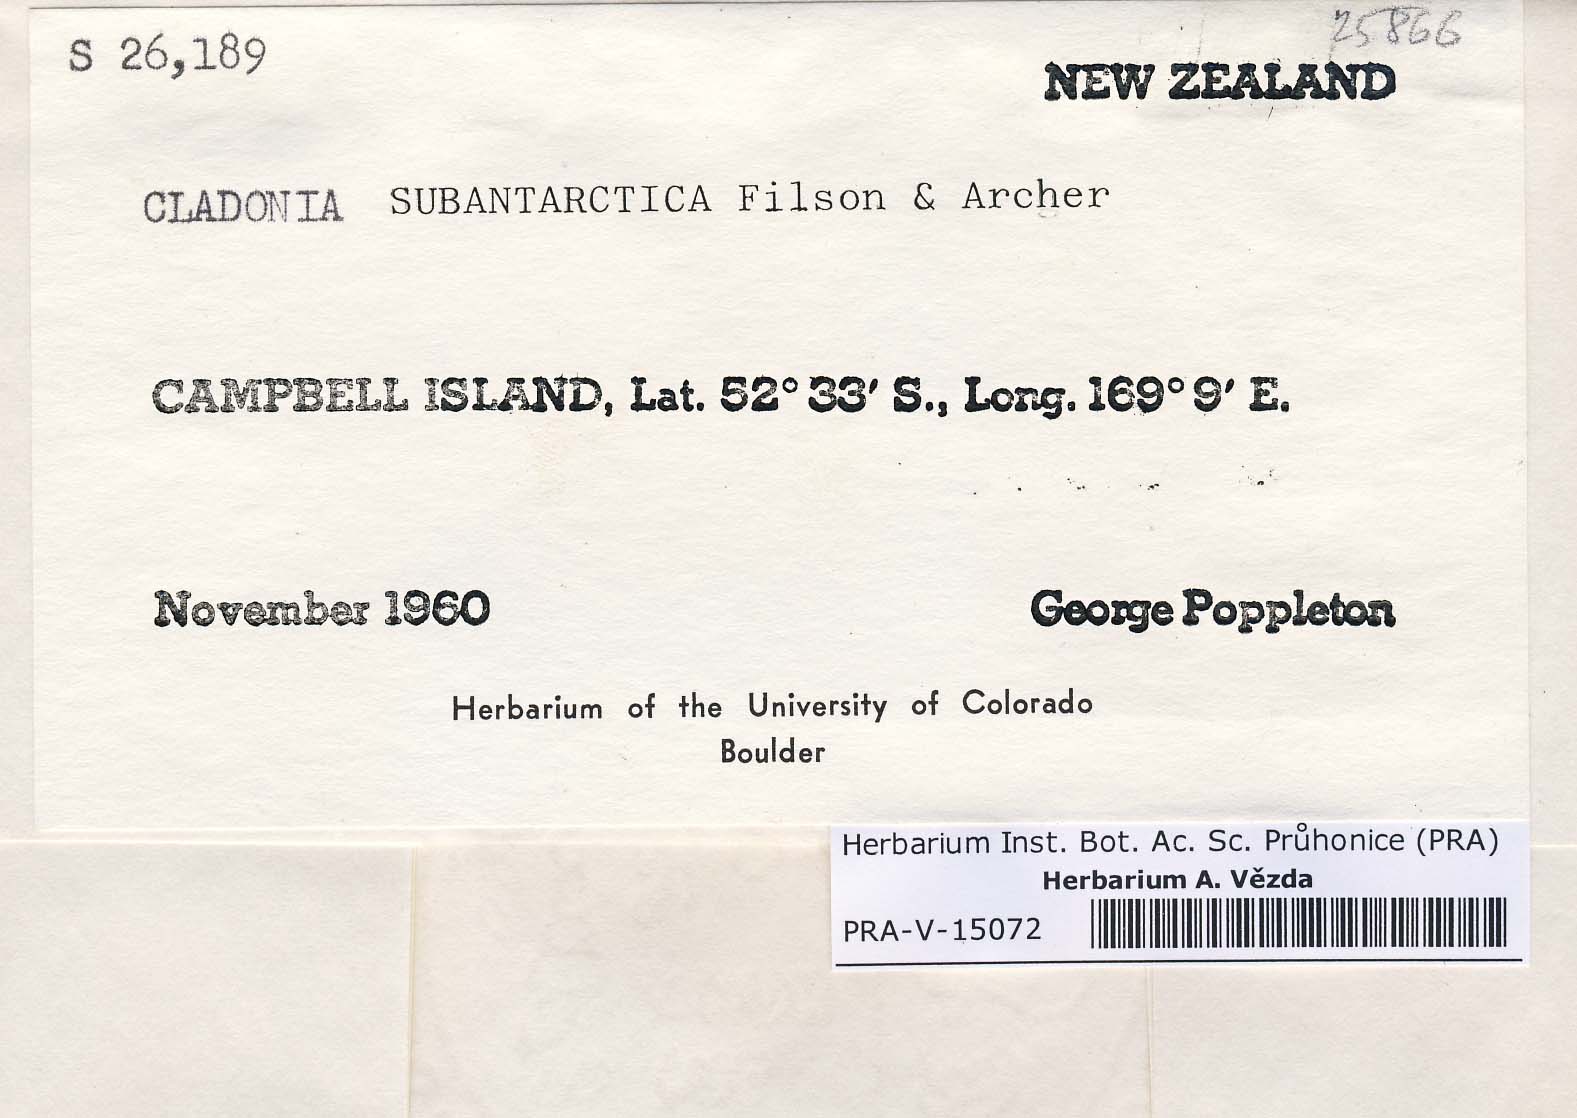 S 26,189
25866
NEW ZEALAND
CLADONIA SUBANTARCTICA Filson & Archer
CAMPBELL ISLAND, Lat. 52° 33′ S., Long. 169° 9′ E.
November 1960 George Poppleton
Herbarium of the University of Colorado
Boulder
Herbarium Inst. Bot. Ac. Sc. Průhonice (PRA)
Herbarium A. Vězda
PRA-V-15072